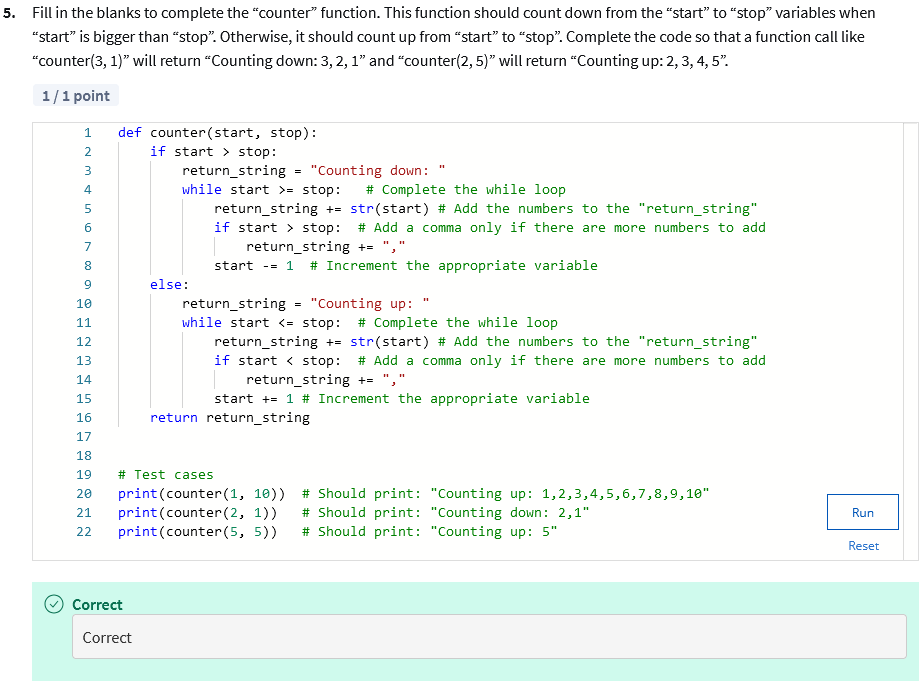 5. Fill in the blanks to complete the “counter” function. This function should count down from the “start” to “stop” variables when
“start” is bigger than “stop”. Otherwise, it should count up from “start” to “stop”. Complete the code so that a function call like
“counter(3, 1)” will return “Counting down: 3, 2, 1” and “counter(2, 5)” will return “Counting up: 2, 3, 4, 5”.
1 / 1 point
1 def counter(start, stop):
2     if start > stop:
3         return_string = "Counting down: "
4         while start >= stop:   # Complete the while loop
5             return_string += str(start) # Add the numbers to the "return_string"
6             if start > stop:  # Add a comma only if there are more numbers to add
7                 return_string += ","
8             start -= 1  # Increment the appropriate variable
9     else:
10         return_string = "Counting up: "
11         while start <= stop:  # Complete the while loop
12             return_string += str(start) # Add the numbers to the "return_string"
13             if start < stop:  # Add a comma only if there are more numbers to add
14                 return_string += ","
15             start += 1 # Increment the appropriate variable
16     return return_string
17
18
19 # Test cases
20 print(counter(1, 10))  # Should print: "Counting up: 1,2,3,4,5,6,7,8,9,10"
21 print(counter(2, 1))   # Should print: "Counting down: 2,1"
22 print(counter(5, 5))   # Should print: "Counting up: 5"
Run
Reset
Correct
Correct